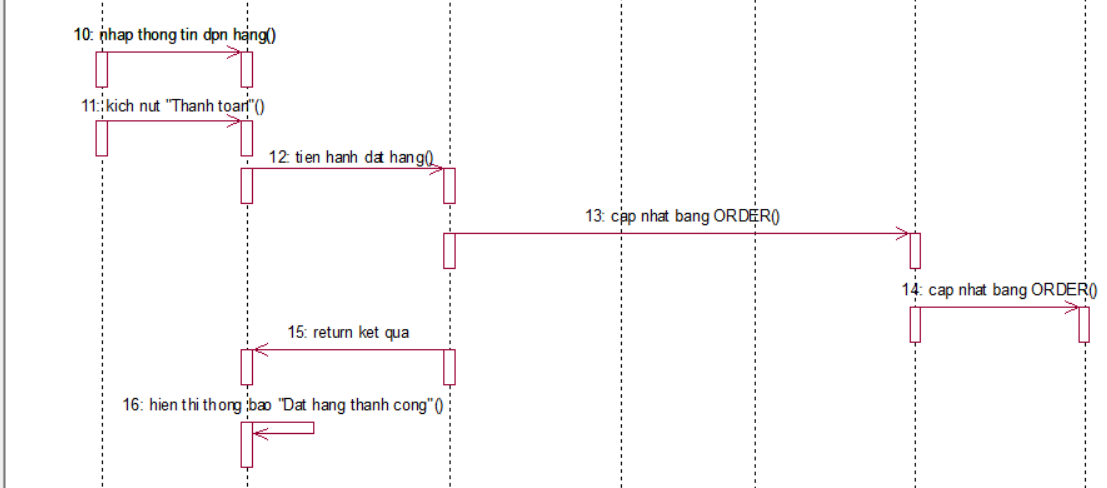 10: nhap thong tin dpn hang()
11: kich nut "Thanh toan"()
12: tien hanh dat hang()
13: cap nhat bang ORDER()
14: cap nhat bang ORDER()
15: return ket qua
16: hien thi thong bao "Dat hang thanh cong"()